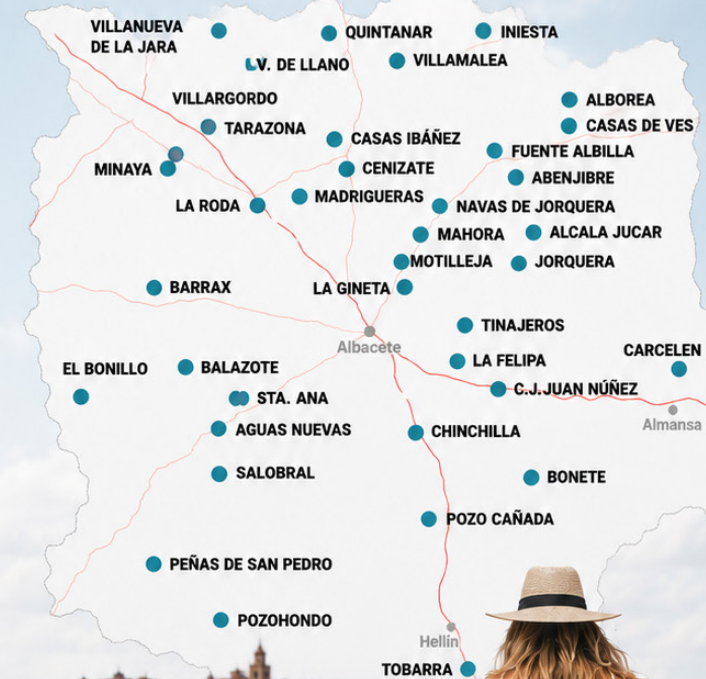 VILLANUEVA
DE LA JARA
QUINTANAR
INIESTA
V. DE LLANO
VILLAMALEA
VILLARGORDO
ALBOREA
TARAZONA
CASAS IBÁÑEZ
CASAS DE VES
FUENTE ALBILLA
MINAYA
CENIZATE
ABENJIBRE
LA RODA
MADRIGUERAS
NAVAS DE JORQUERA
MAHORA
ALCALA JUCAR
MOTILLEJA
JORQUERA
BARRAX
LA GINETA
TINAJEROS
Albacete
CARCELEN
LA FELIPA
EL BONILLO
BALAZOTE
C.J.JUAN NÚÑEZ
STA. ANA
Almansa
AGUAS NUEVAS
CHINCHILLA
SALOBRAL
BONETE
POZO CAÑADA
PEÑAS DE SAN PEDRO
POZOHONDO
Hellín
TOBARRA